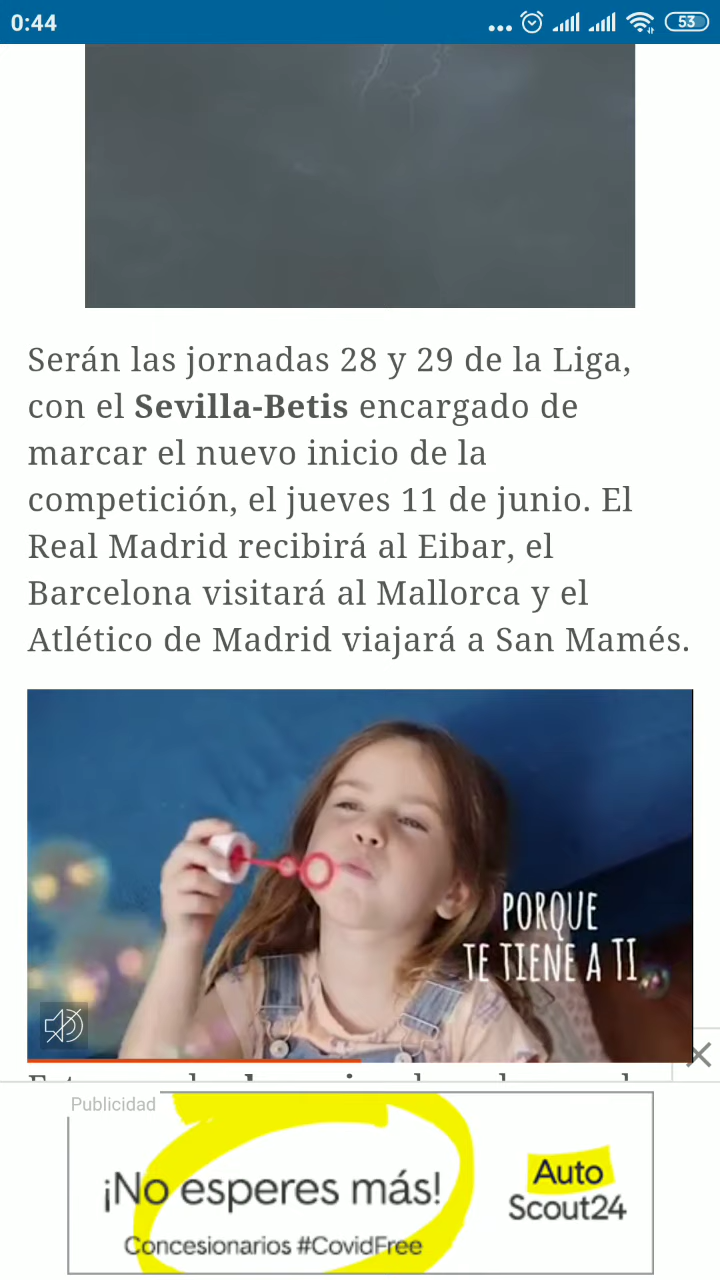 0:44
53
Serán las jornadas 28 y 29 de la Liga,
con el Sevilla-Betis encargado de
marcar el nuevo inicio de la
competición, el jueves 11 de junio. El
Real Madrid recibirá al Eibar, el
Barcelona visitará al Mallorca y el
Atlético de Madrid viajará a San Mamés.
PORQUE
TE TIENE A TI
Publicidad
¡No esperes más!
Concesionarios #CovidFree
Auto
Scout24